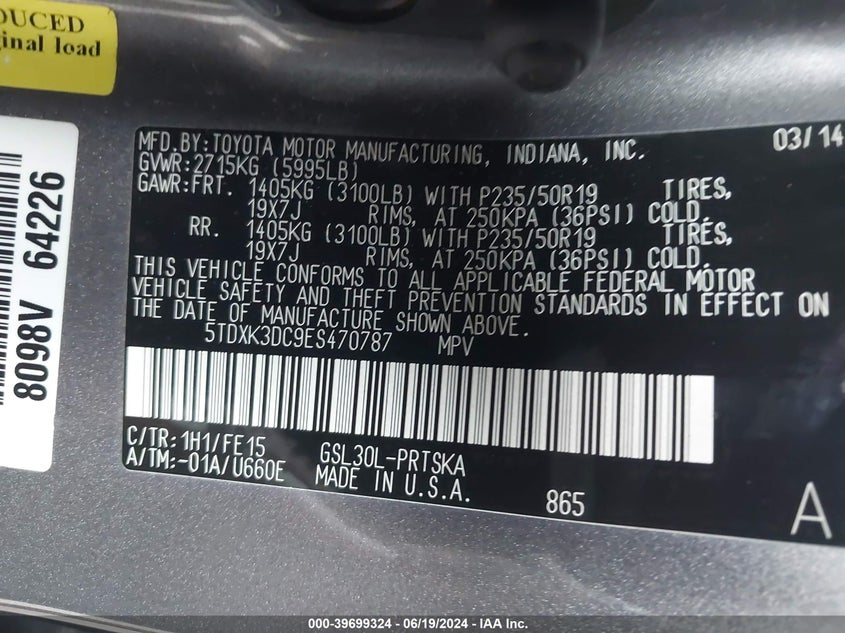 DUCED
ginal load
8098V 64226
MFD.BY:TOYOTA MOTOR MANUFACTURING, INDIANA, INC. 03/14
GVWR:2715KG (5995LB)
GAWR:FRT. 1405KG (3100LB) WITH P235/50R19 TIRES,
19X7J RIMS, AT 250KPA (36PSI) COLD.
RR. 1405KG (3100LB) WITH P235/50R19 TIRES,
19X7J RIMS, AT 250KPA (36PSI) COLD.
THIS VEHICLE CONFORMS TO ALL APPLICABLE FEDERAL MOTOR
VEHICLE SAFETY AND THEFT PREVENTION STANDARDS IN EFFECT ON
THE DATE OF MANUFACTURE SHOWN ABOVE.
5TDXK3DC9ES470787 MPV
C/TR:1H1/FE15 GSL30L-PRTSKA
A/TM:-01A/U660E MADE IN U.S.A. 865 A
000-39699324 - 06/19/2024 - IAA Inc.